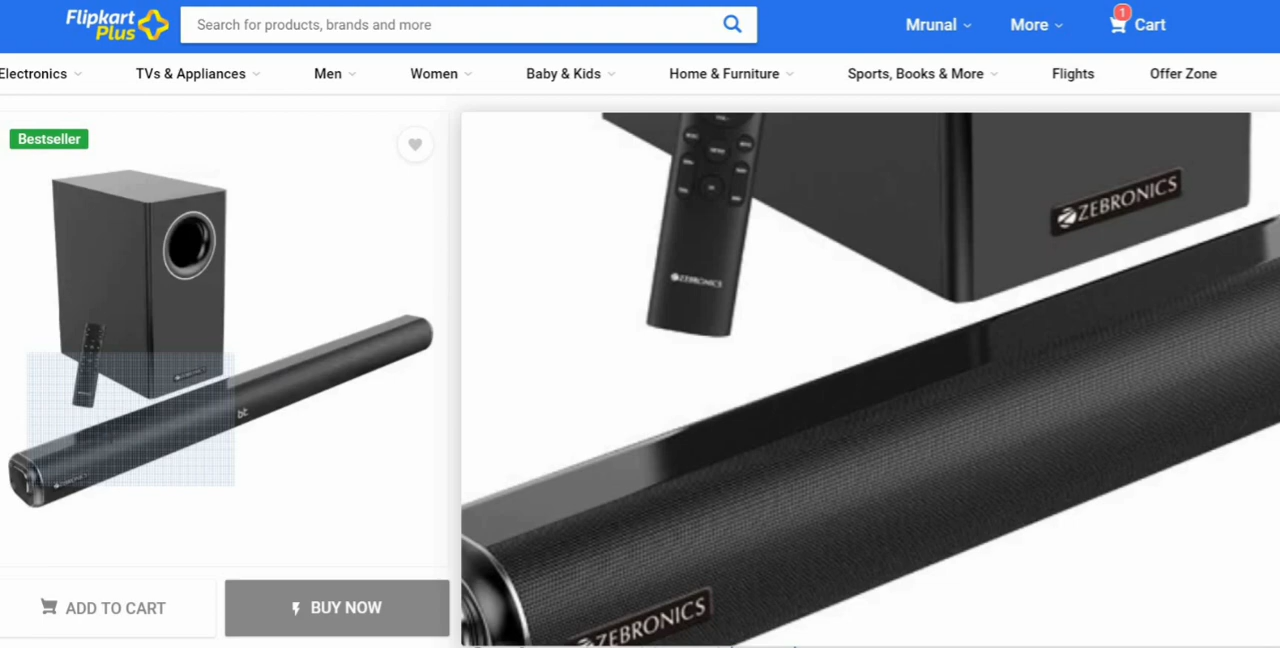 Flipkart
Plus
Search for products, brands and more
Mrunal
More
1
Cart
Electronics
TVs & Appliances
Men
Women
Baby & Kids
Home & Furniture
Sports, Books & More
Flights
Offer Zone
Bestseller
bt
ADD TO CART
BUY NOW
ZEBRONICS
ZEBRONICS
ZEBRONICS